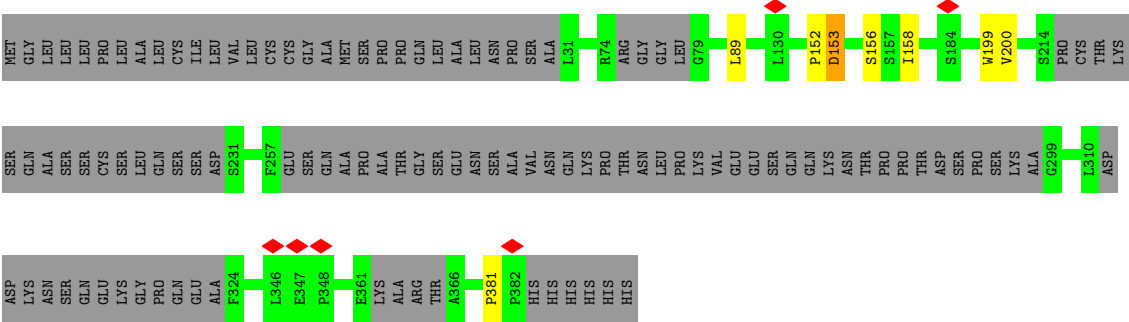 MET GLY LEU LEU LEU LEU PRO LEU ALA LEU CYS ILE LEU VAL LEU CYS CYS GLY ALA MET SER PRO PRO GLN LEU ALA LEU ASN PRO SER ALA L31 R74 ARG GLY GLY LEU G79 L89 L130 P152 D153 S156 S157 I158 S184 W199 V200 S214 PRO CYS THR LYS
SER GLN ALA SER SER CYS SER LEU GLN SER SER ASP S231 F257 GLU SER GLN ALA PRO ALA THR GLY SER GLU ASN SER ALA VAL ASN GLN LYS PRO THR ASN LEU PRO LYS VAL GLU GLU SER GLN GLN LYS ASN THR PRO PRO THR ASP SER PRO SER LYS ALA G299 L310 ASP
ASP LYS ASN SER GLN GLU LYS GLY PRO GLN GLU ALA F324 L346 E347 P348 E361 LYS ALA ARG THR A366 P381 P382 HIS HIS HIS HIS HIS HIS